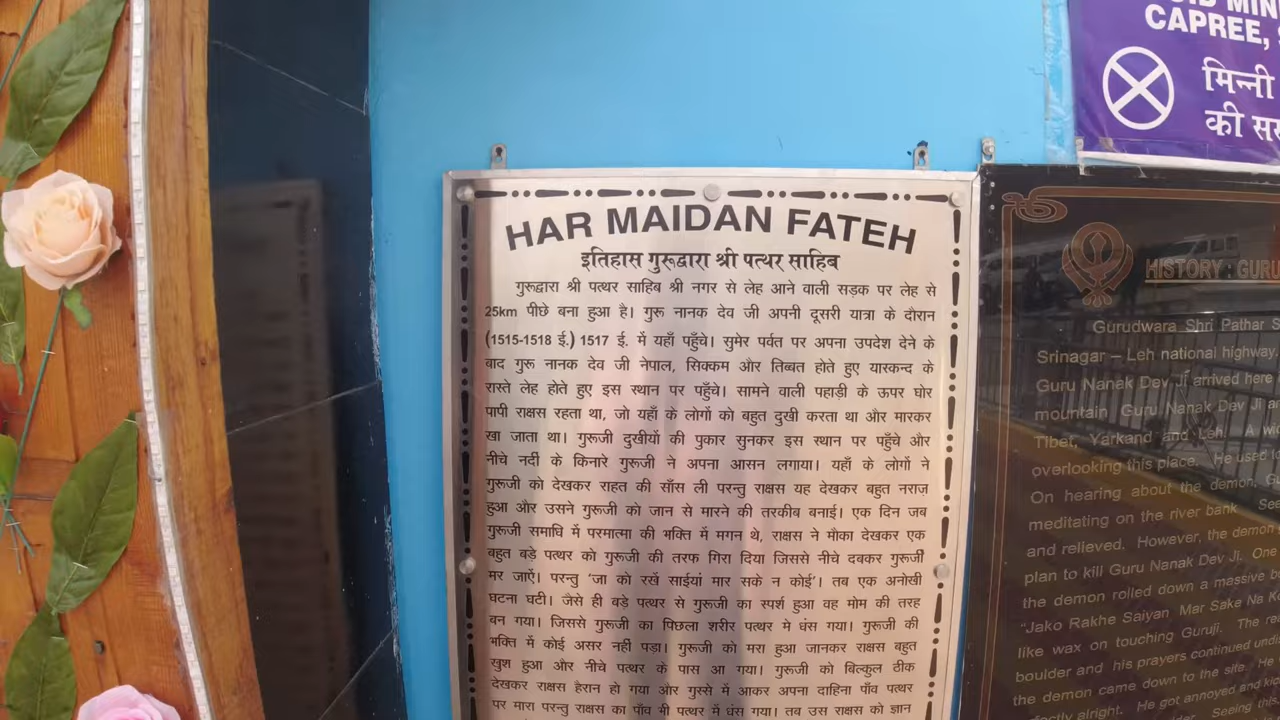 HAR MAIDAN FATEH
इतिहास गुरूद्वारा श्री पत्थर साहिब
गुरूद्वारा श्री पत्थर साहिब श्री नगर से लेह आने वाली सड़क पर लेह से
25km पीछे बना हुआ है। गुरू नानक देव जी अपनी दूसरी यात्रा के दौरान
(1515-1518 ई.) 1517 ई. में यहाँ पहुँचे। सुमेर पर्वत पर अपना उपदेश देने के
बाद गुरू नानक देव जी नेपाल, सिक्कम और तिब्बत होते हुए यारकन्द के
रास्ते लेह होते हुए इस स्थान पर पहुँचे। सामने वाली पहाड़ी के ऊपर घोर
पापी राक्षस रहता था, जो यहाँ के लोगों को बहुत दुखी करता था और मारकर
खा जाता था। गुरूजी दुखीयों की पुकार सुनकर इस स्थान पर पहुँचे और
नीचे नदी के किनारे गुरूजी ने अपना आसन लगाया। यहाँ के लोगों ने
गुरूजी को देखकर राहत की साँस ली परन्तु राक्षस यह देखकर बहुत नराज
हुआ और उसने गुरूजी को जान से मारने की तरकीब बनाई। एक दिन जब
गुरूजी समाधि में परमात्मा की भक्ति में मगन थे, राक्षस ने मौका देखकर एक
बहुत बड़े पत्थर को गुरूजी की तरफ गिरा दिया जिससे नीचे दबकर गुरूजी
मर जाऐं। परन्तु 'जा को रखें साईयां मार सके न कोई'। तब एक अनोखी
घटना घटी। जैसे ही बड़े पत्थर से गुरूजी का स्पर्श हुआ वह मोम की तरह
बन गया। जिससे गुरूजी का पिछला शरीर पत्थर मे धंस गया। गुरूजी की
भक्ति में कोई असर नहीं पड़ा। गुरूजी को मरा हुआ जानकर राक्षस बहुत
खुश हुआ और नीचे पत्थर के पास आ गया। गुरूजी को बिल्कुल ठीक
देखकर राक्षस हैरान हो गया और गुस्से में आकर अपना दाहिना पाँव पत्थर
पर मारा परन्तु राक्षस का पाँव भी पत्थर में धंस गया। तब उस राक्षस को ज्ञान
CAPREE,
मिन्नी
की
HISTORY : GURU
Gurudwara Shri Pathar
Srinagar – Leh national highway,
Guru Nanak Dev Ji arrived here
mountain Guru Nanak Dev Ji
Tibet, Yarkand and Leh. A
overlooking this place. He used
On hearing about the demon,
meditating on the river bank
and relieved. However, the demon
plan to kill Guru Nanak Dev Ji. One
the demon rolled down a massive
"Jako Rakhe Saiyan Mar Sake Na
like wax on touching Guruji. The
boulder and his prayers continued
the demon came down to the site. He
alright. He got annoyed and
Seeing